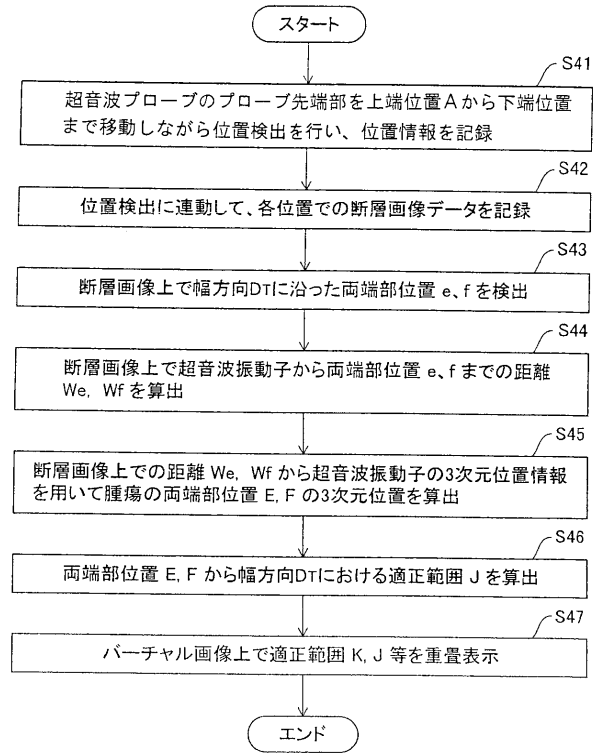 スタート
S41
超音波プローブのプローブ先端部を上端位置Aから下端位置
まで移動しながら位置検出を行い、位置情報を記録
S42
位置検出に連動して、各位置での断層画像データを記録
S43
断層画像上で幅方向DTに沿った両端部位置 e、f を検出
S44
断層画像上で超音波振動子から両端部位置 e、f までの距離
We, Wf を算出
S45
断層画像上での距離 We, Wf から超音波振動子の3次元位置情報
を用いて腫瘍の両端部位置 E, F の3次元位置を算出
S46
両端部位置 E, F から幅方向DTにおける適正範囲 J を算出
S47
バーチャル画像上で適正範囲 K, J 等を重畳表示
エンド